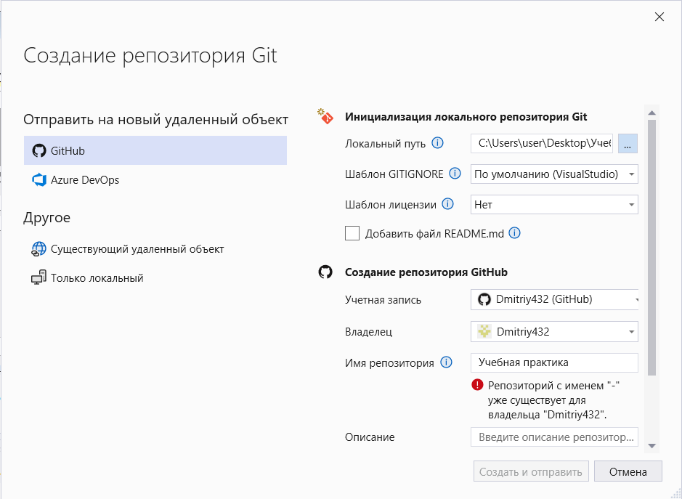 Создание репозитория Git
Отправить на новый удаленный объект
GitHub
Azure DevOps
Другое
Существующий удаленный объект
Только локальный
Инициализация локального репозитория Git
Локальный путь
C:\Users\user\Desktop\Учеб
...
Шаблон GITIGNORE
По умолчанию (VisualStudio)
Шаблон лицензии
Нет
Добавить файл README.md
Создание репозитория GitHub
Учетная запись
Dmitriy432 (GitHub)
Владелец
Dmitriy432
Имя репозитория
Учебная практика
Репозиторий с именем "-"
уже существует для
владельца "Dmitriy432".
Описание
Введите описание репозитор...
Создать и отправить
Отмена